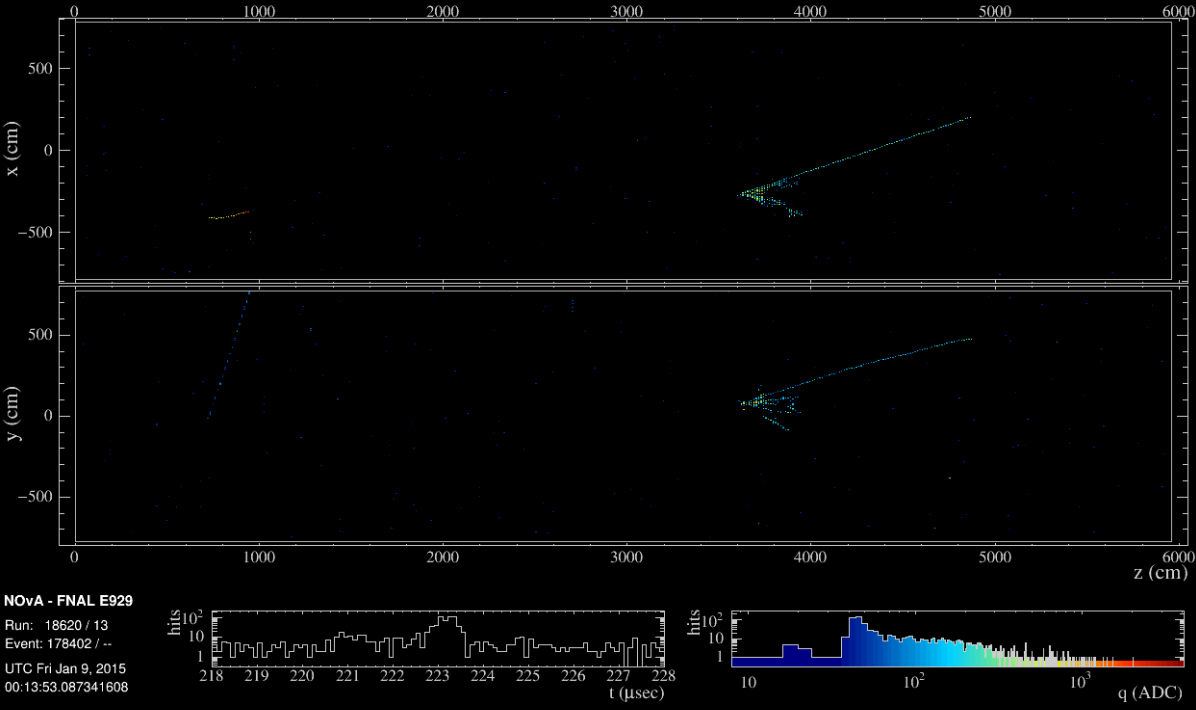 0 1000 2000 3000 4000 5000 6000
500
0
−500
x (cm)
500
0
−500
y (cm)
0 1000 2000 3000 4000 5000 6000
z (cm)
NOvA - FNAL E929
Run: 18620 / 13
Event: 178402 / --
UTC Fri Jan 9, 2015
00:13:53.087341608
hits
10²
10
1
218 219 220 221 222 223 224 225 226 227 228
t (μsec)
hits
10²
10
1
10 10² 10³
q (ADC)